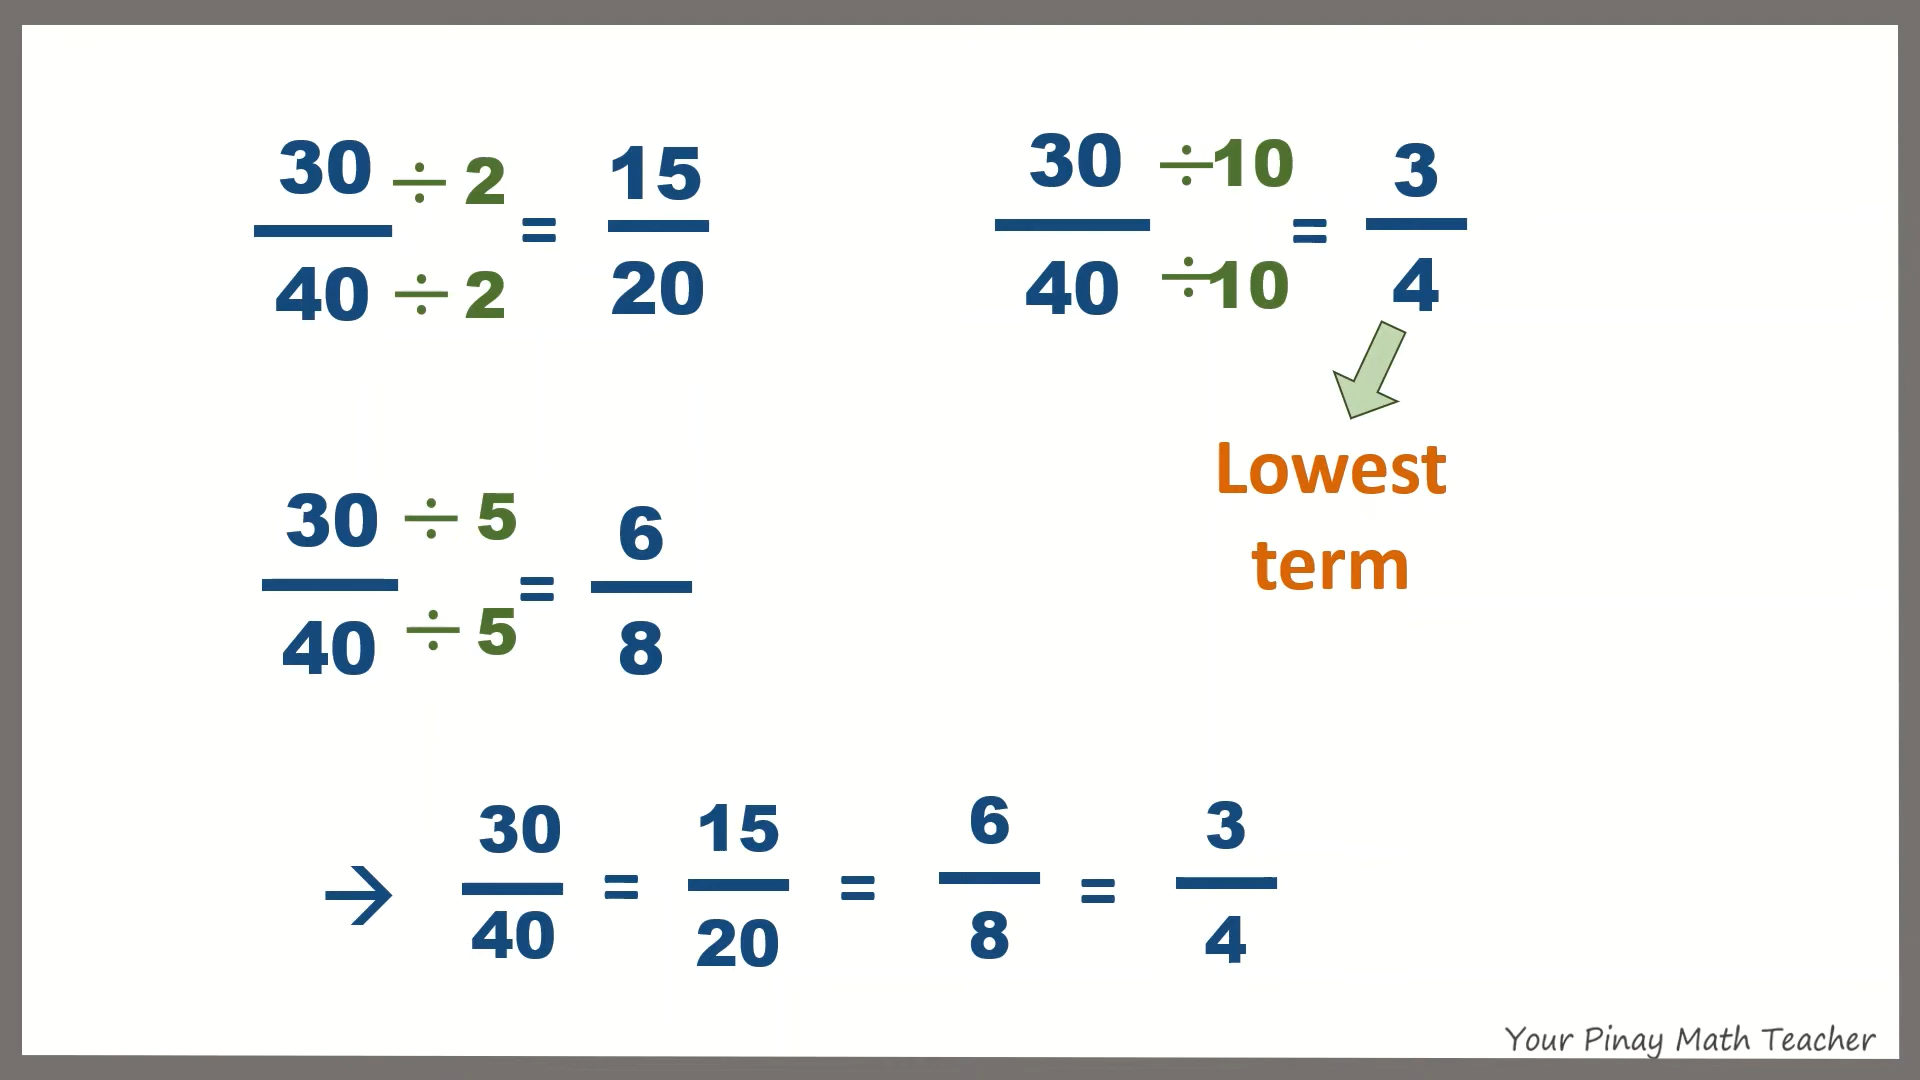 30 ÷ 2 = 15
40 ÷ 2 20
30 ÷10 = 3
40 ÷10 4
Lowest
term
30 ÷ 5 = 6
40 ÷ 5 8
→ 30 = 15 = 6 = 3
40 20 8 4
Your Pinay Math Teacher